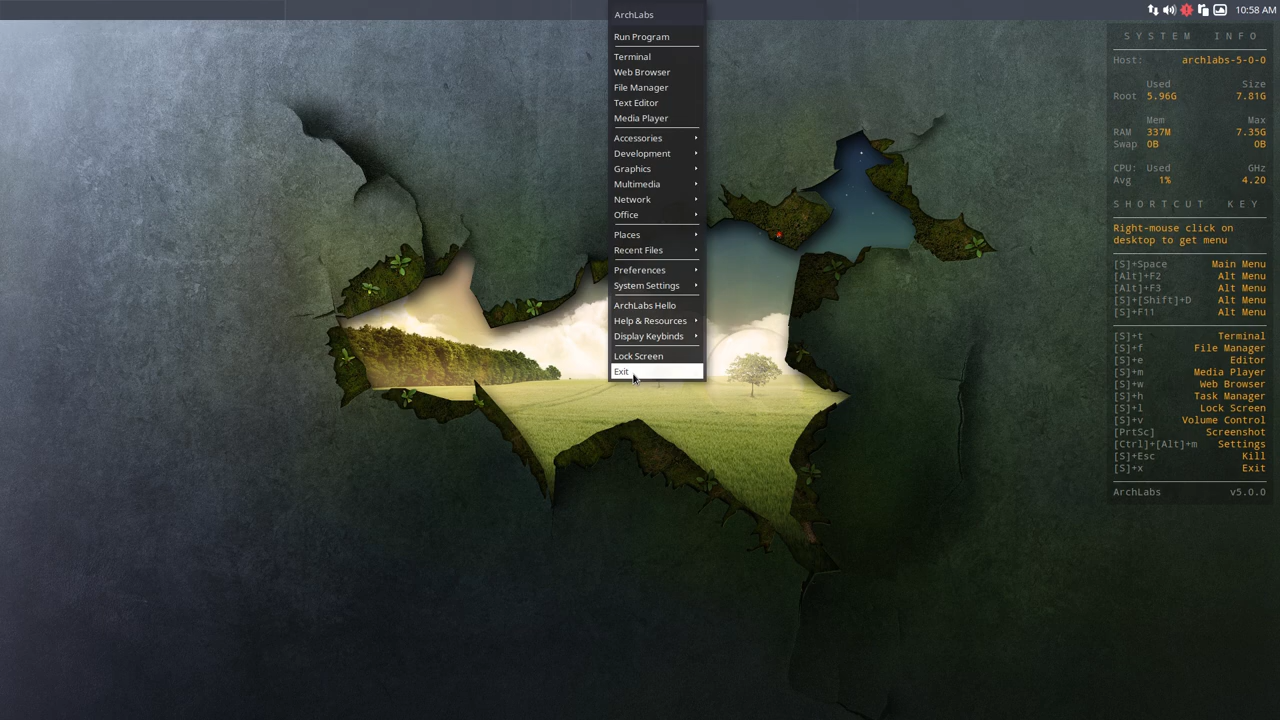 10:58 AM
ArchLabs
Run Program
Terminal
Web Browser
File Manager
Text Editor
Media Player
Accessories
Development
Graphics
Multimedia
Network
Office
Places
Recent Files
Preferences
System Settings
ArchLabs Hello
Help & Resources
Display Keybinds
Lock Screen
Exit
SYSTEM INFO
Host: archlabs-5-0-0
Used Size
Root 5.96G 7.81G
Mem Max
RAM 337M 7.35G
Swap 0B 0B
CPU: Used GHz
Avg 1% 4.20
SHORTCUT KEY
Right-mouse click on
desktop to get menu
[S]+Space Main Menu
[Alt]+F2 Alt Menu
[Alt]+F3 Alt Menu
[S]+[Shift]+D Alt Menu
[S]+F11 Alt Menu
[S]+t Terminal
[S]+f File Manager
[S]+e Editor
[S]+m Media Player
[S]+w Web Browser
[S]+h Task Manager
[S]+l Lock Screen
[S]+v Volume Control
[PrtSc] Screenshot
[Ctrl]+[Alt]+m Settings
[S]+Esc Kill
[S]+x Exit
ArchLabs v5.0.0